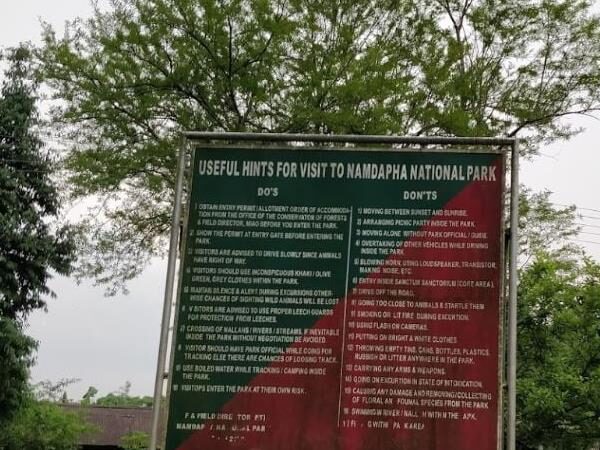 USEFUL HINTS FOR VISIT TO NAMDAPHA NATIONAL PARK
DO'S
1 OBTAIN ENTRY PERMIT/ALLOTMENT ORDER OF ACCOMMODA-
TION FROM THE OFFICE OF THE CONSERVATOR OF FORESTS
& FIELD DIRECTOR, MIAO BEFORE YOU ENTER THE PARK.
2) SHOW THE PERMIT AT ENTRY GATE BEFORE ENTERING THE
PARK.
3) VISITORS ARE ADVISED TO DRIVE SLOWLY SINCE ANIMALS
HAVE RIGHT OF WAY.
4) VISITORS SHOULD USE INCONSPICUOUS KHAKI / OLIVE
GREEN, GREY CLOTHES WITHIN THE PARK.
5) MAINTAIN SILENCE & ALERT DURING EXCURSIONS OTHER-
WISE CHANCES OF SIGHTING WILD ANIMALS WILL BE LOST
6 VISITORS ARE ADVISED TO USE PROPER LEECH GUARDS
FOR PROTECTION FROM LEECHES.
7) CROSSING OF NALLAHS / RIVERS / STREAMS, IF INEVITABLE
INSIDE THE PARK WITHOUT NEGOTIATION BE AVOIDED
8 VISITOR SHOULD HAVE PARK OFFICIAL WHILE GOING FOR
TRACKING ELSE THERE ARE CHANCES OF LOOSING TRACK.
9) USE BOILED WATER WHILE TRACKING / CAMPING INSIDE
THE PARK.
10 VISITORS ENTER THE PARK AT THEIR OWN RISK.
& FIELD DIRECTOR
NAMDAPHA NATIONAL PARK
DON'TS
1) MOVING BETWEEN SUNSET AND SUNRISE.
2) ARRANGING PICNIC PARTY INSIDE THE PARK.
3) MOVING ALONE WITHOUT PARK OFFICIAL / GUIDE.
4) OVERTAKING OF OTHER VEHICLES WHILE DRIVING
INSIDE THE PARK.
5) BLOWING HORN, USING LOUDSPEAKER, TRANSISTOR,
MAKING NOISE, ETC.
6) ENTRY INSIDE SANCTUM SANCTORIUM (CORE AREA)
7) DRIVE OFF THE ROAD.
8) GOING TOO CLOSE TO ANIMALS & STARTLE THEM
9) SMOKING OR LIT FIRE DURING EXCURTION.
10) USING FLASH ON CAMERAS.
11) PUTTING ON BRIGHT & WHITE CLOTHES
12) THROWING EMPTY TINS, CANS, BOTTLES, PLASTICS,
RUBBISH OR LITTER ANYWHERE IN THE PARK.
13) CARRYING ANY ARMS & WEAPONS.
14) GOING ON EXCURTION IN STATE OF INTOXICATION.
15) CAUSING ANY DAMAGE AND REMOVING/COLLECTING
OF FLORAL AN FOUNAL SPECIES FROM THE PARK
16) SWIMMING IN RIVER / NALLAH WITHIN THE PARK.